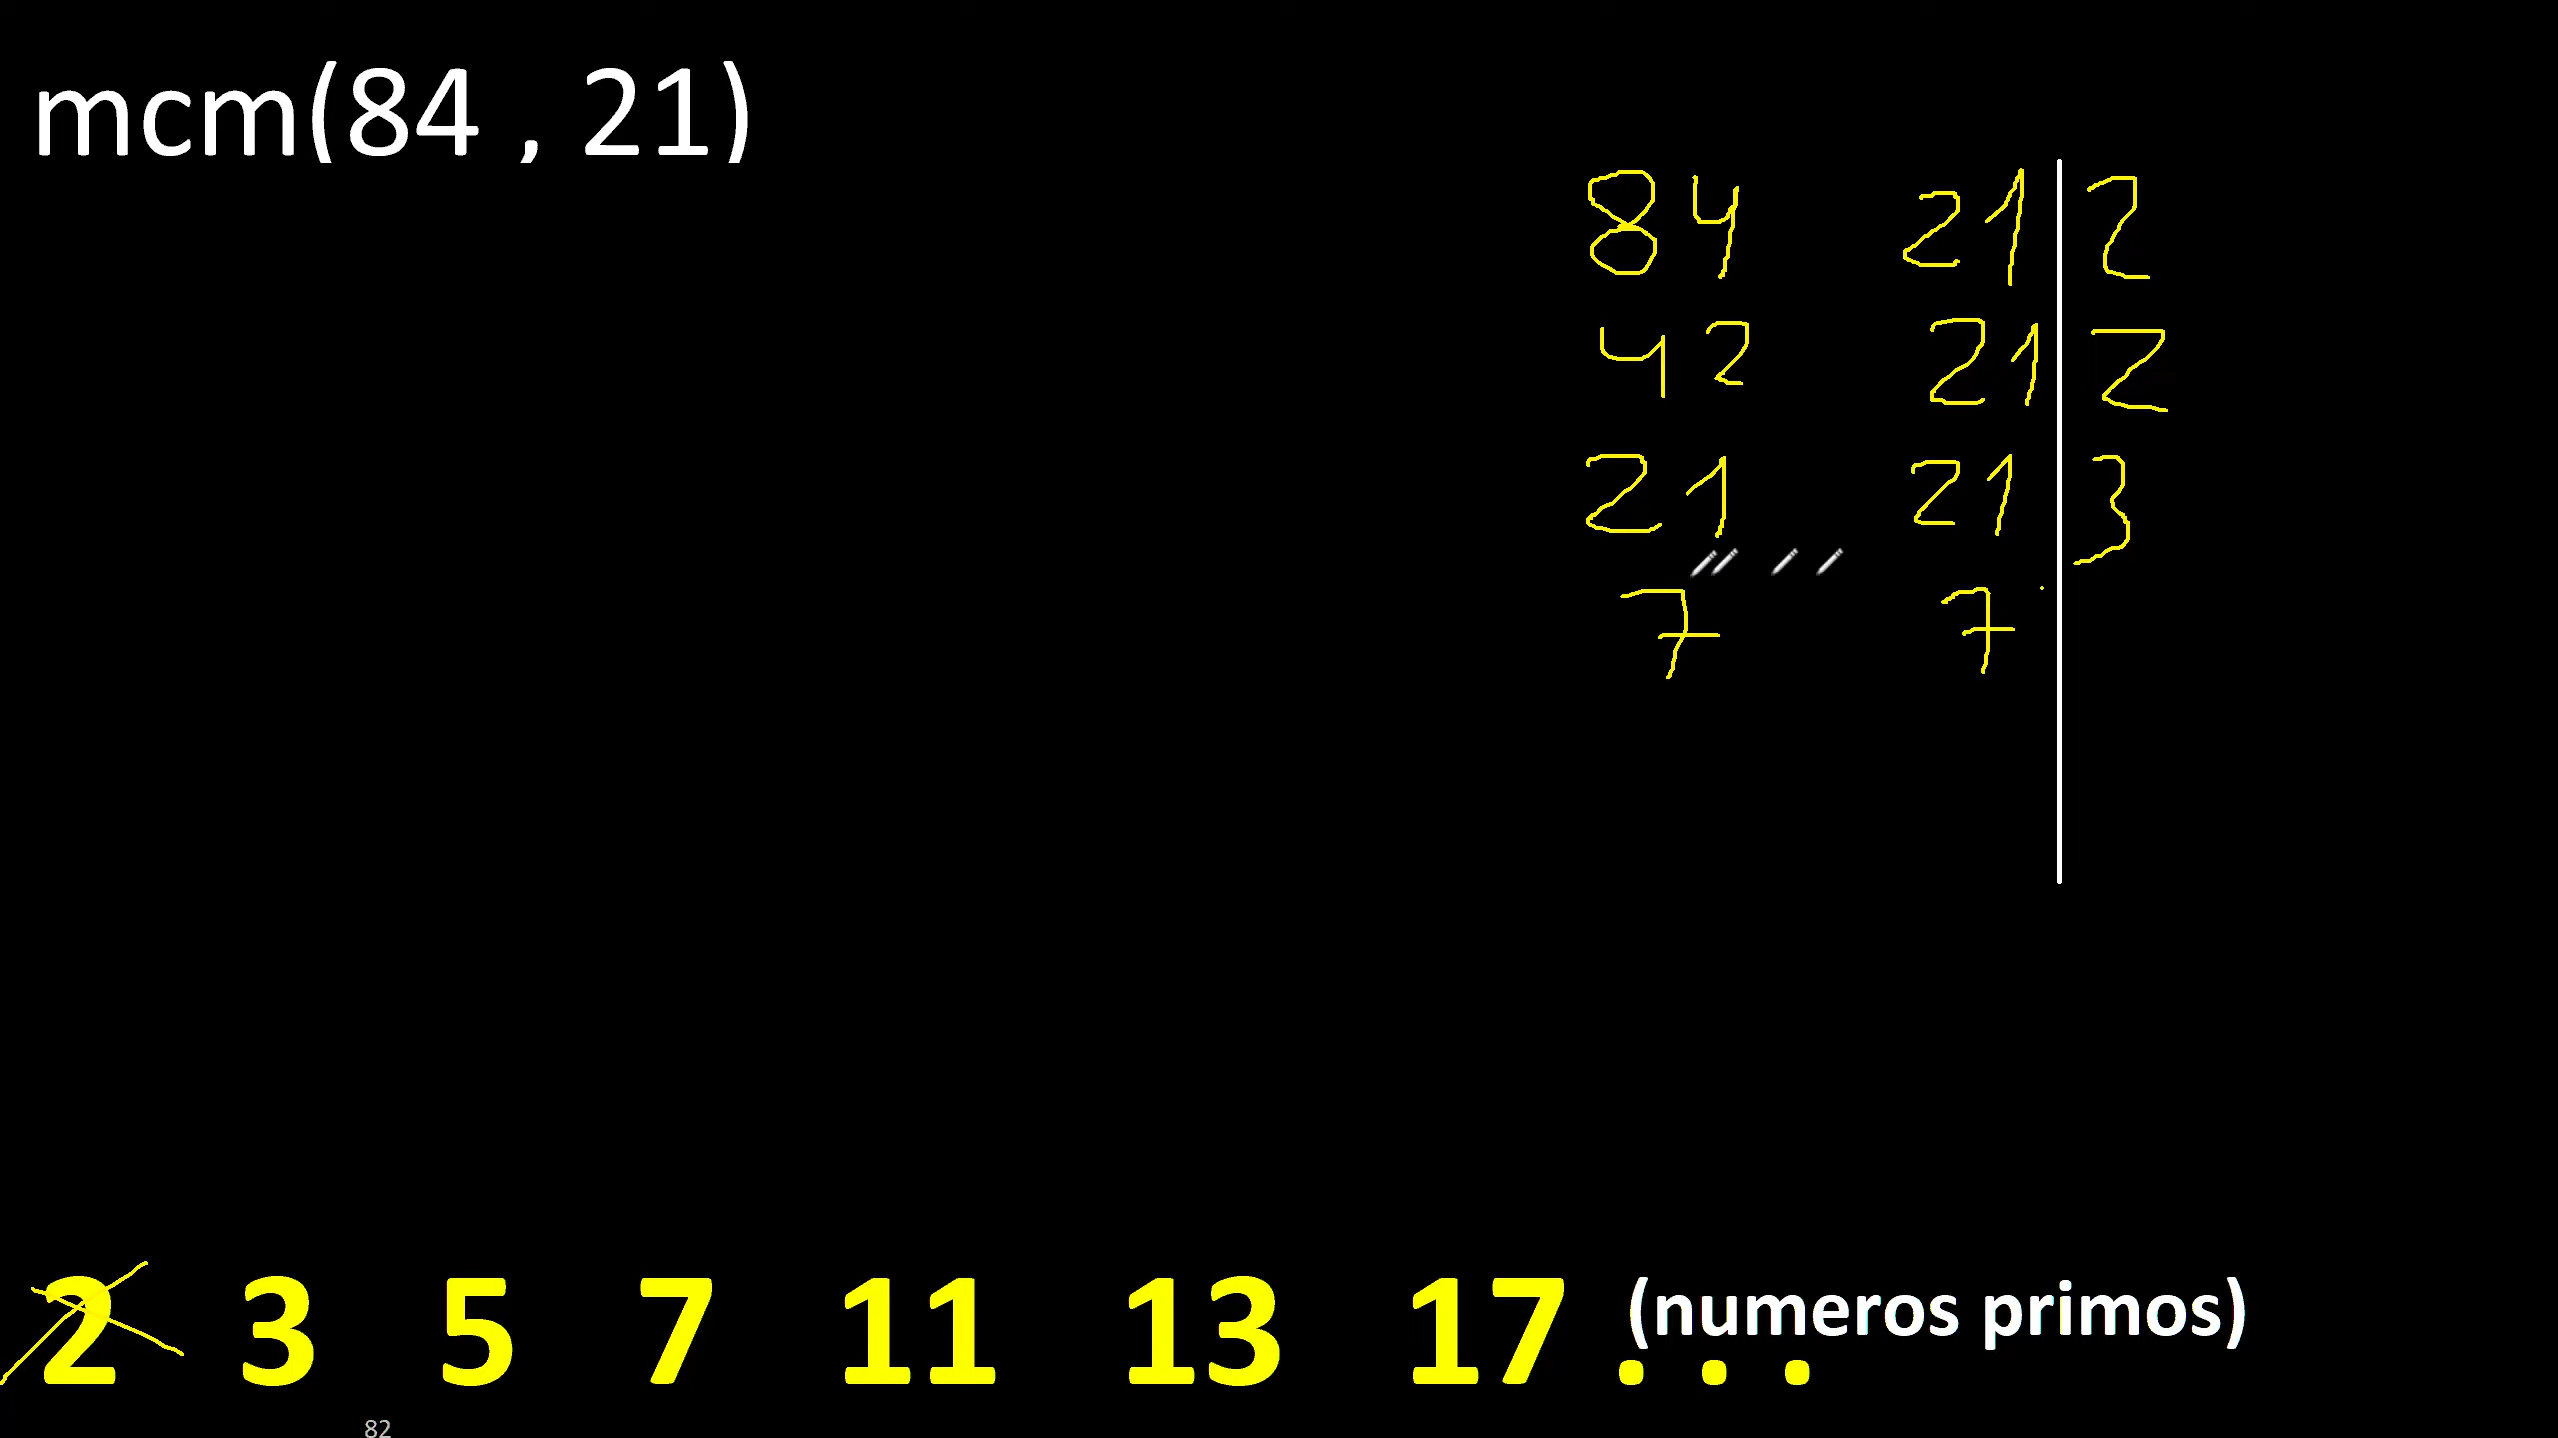 mcm(84 , 21)
84 21 2
42 21 2
21 21 3
7 7
2 3 5 7 11 13 17 . . . (numeros primos)
82